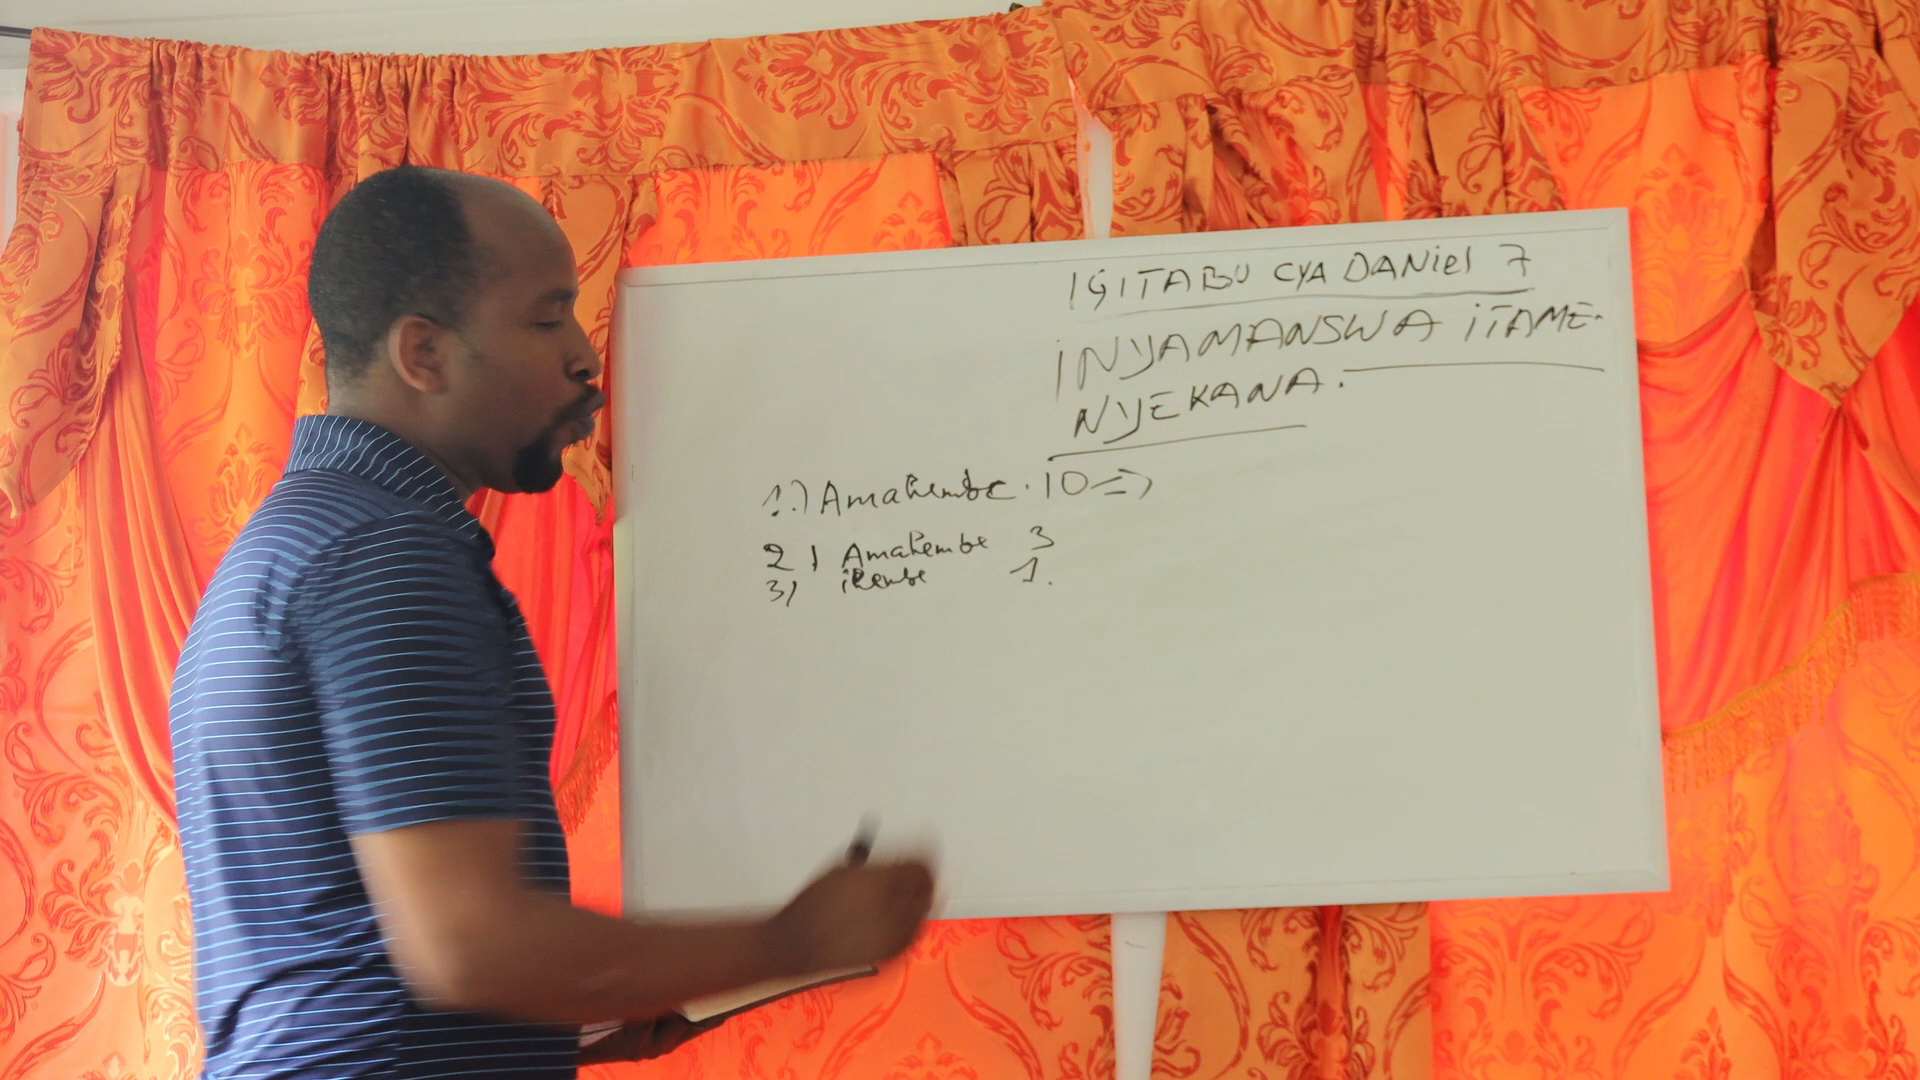 IGITABU CYA DANiel 7
iNYAMANSWA iTAME-
NYEKANA.
1.) Amahembe. 10 =>
2) Amahembe 3
3) iHembe 1.